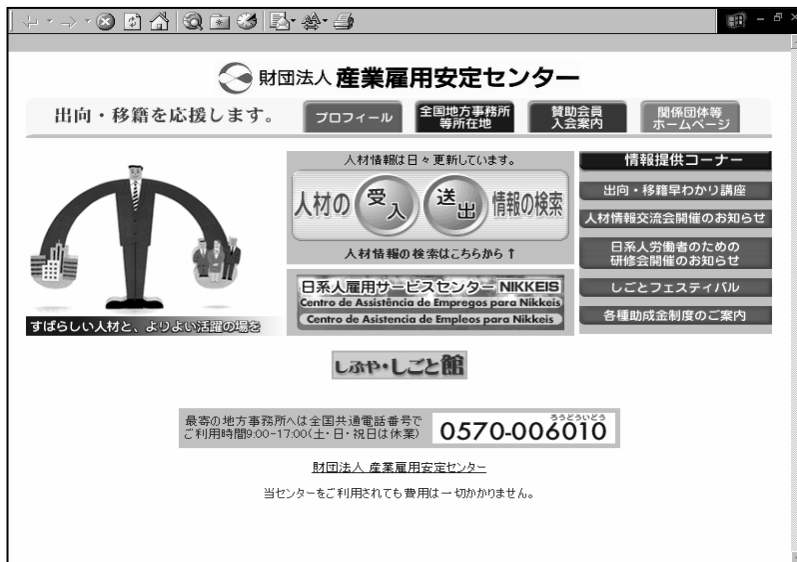 財団法人 産業雇用安定センター
出向・移籍を応援します。
プロフィール
全国地方事務所
等所在地
賛助会員
入会案内
関係団体等
ホームページ
すばらしい人材と、よりよい活躍の場を
人材情報は日々更新しています。
人材の 受入 送出 情報の検索
人材情報の検索はこちらから↑
日系人雇用サービスセンター NIKKEIS
Centro de Assistência de Empregos para Nikkeis
Centro de Asistencia de Empleos para Nikkeis
情報提供コーナー
出向・移籍早わかり講座
人材情報交流会開催のお知らせ
日系人労働者のための
研修会開催のお知らせ
しごとフェスティバル
各種助成金制度のご案内
しぶや・しごと館
最寄の地方事務所へは全国共通電話番号で
ご利用時間9:00-17:00(土・日・祝日は休業)
ろうどういどう
0570-006010
財団法人 産業雇用安定センター
当センターをご利用されても費用は一切かかりません。